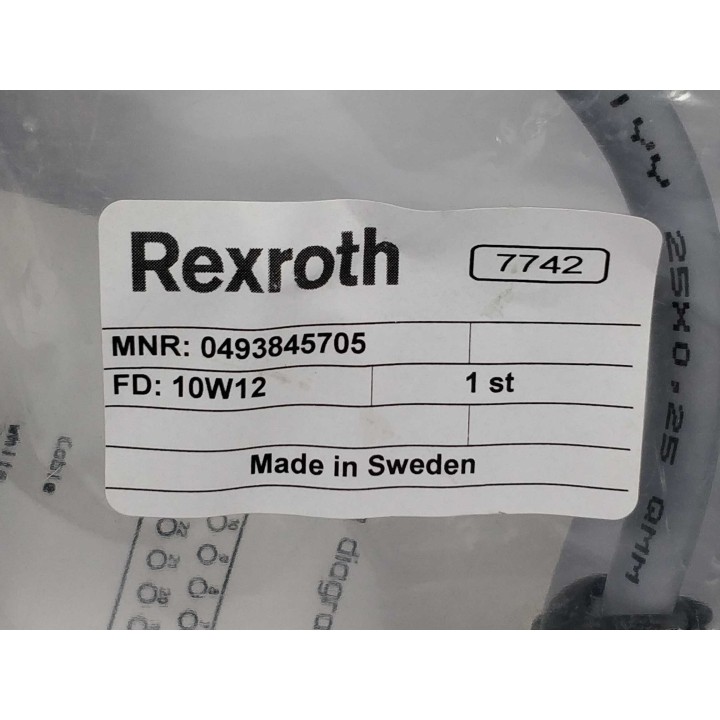 Rexroth
7742
MNR: 0493845705
FD: 10W12
1 st
Made in Sweden
25X0.25 QMM
Cable
diagra